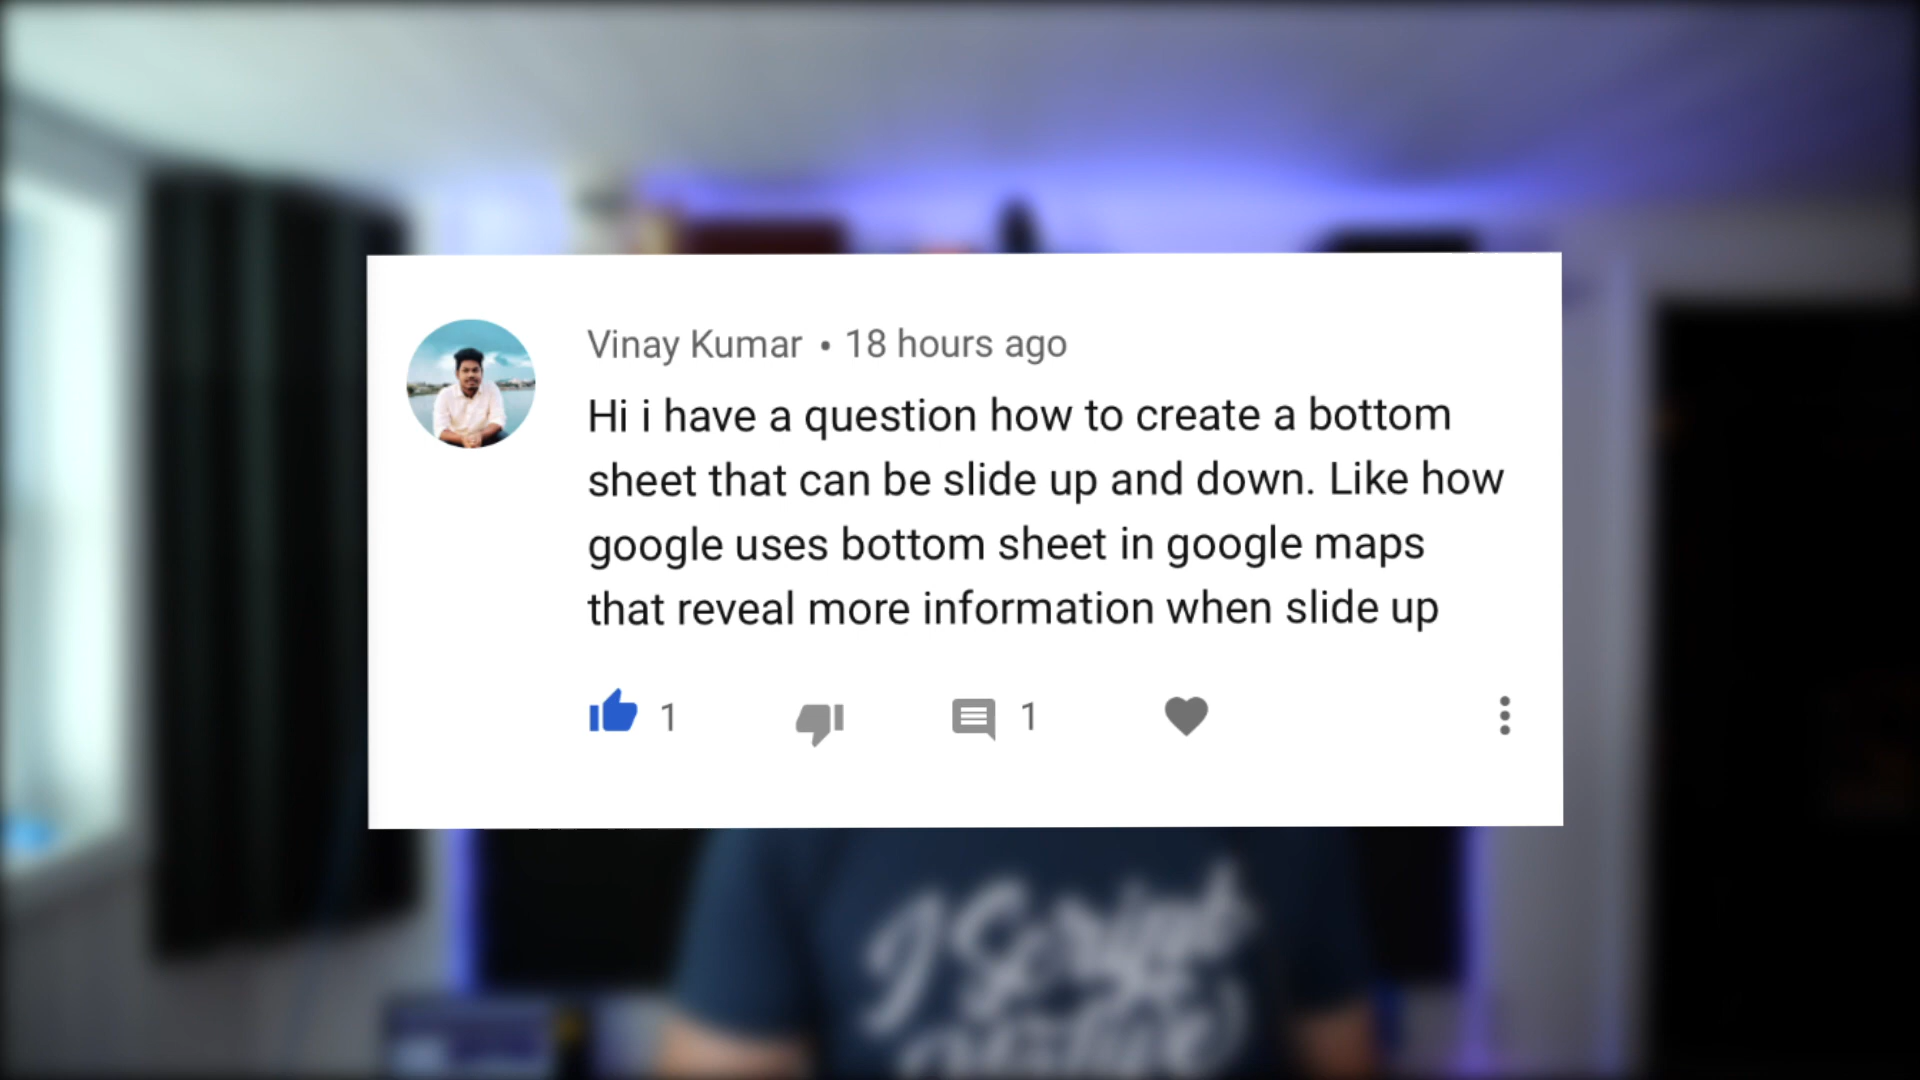 Vinay Kumar • 18 hours ago
Hi i have a question how to create a bottom
sheet that can be slide up and down. Like how
google uses bottom sheet in google maps
that reveal more information when slide up
1
1
I Script
Creative